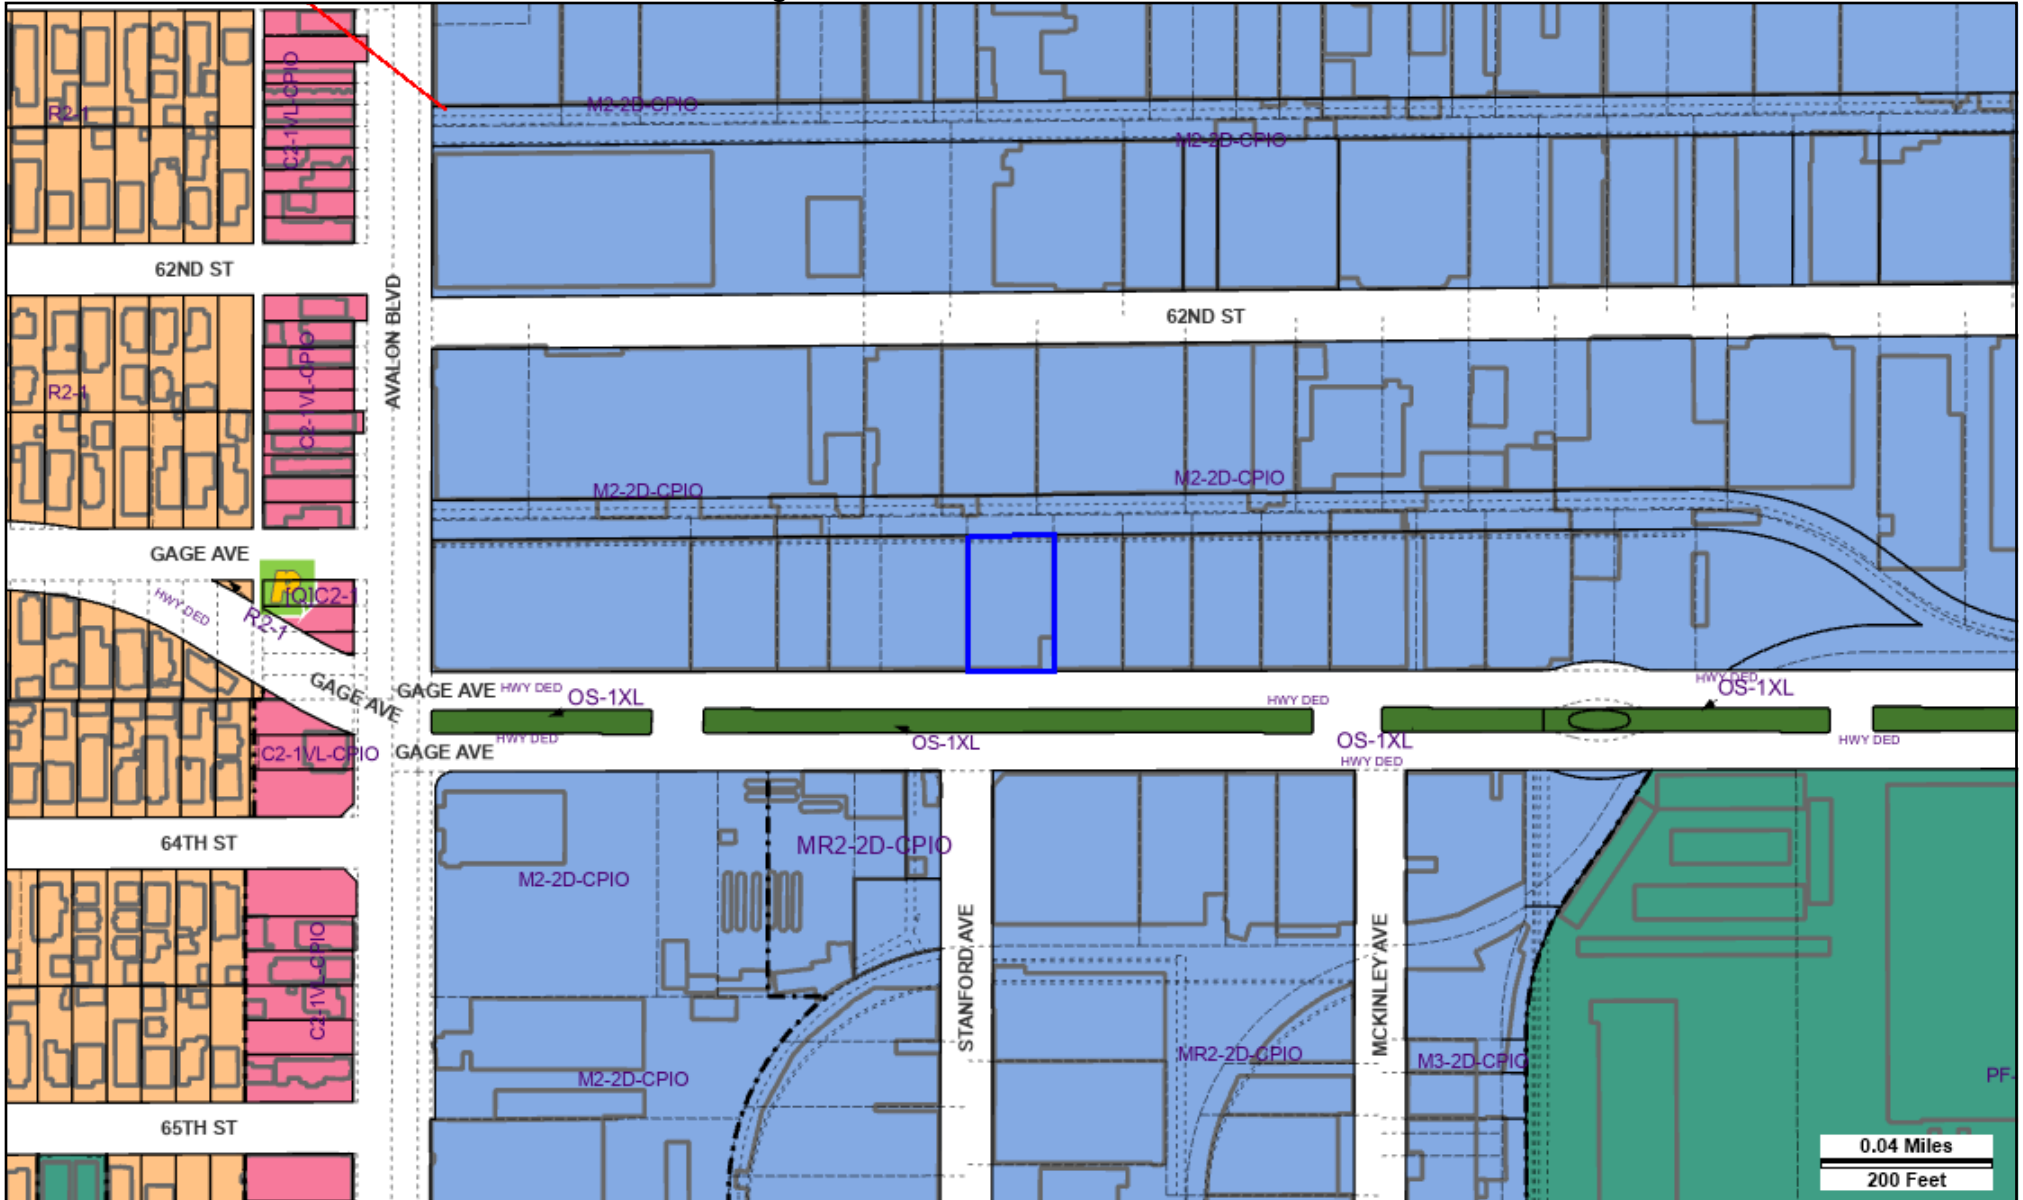 M2-2D-CPIO
R2-1
C2-1VL-CPIO
M2-2D-CPIO
62ND ST
AVALON BLVD
62ND ST
R2-1
C2-1VL-CPIO
M2-2D-CPIO
M2-2D-CPIO
GAGE AVE
HWY DED
[Q]C2-1
R2-1
GAGE AVE
GAGE AVE
HWY DED
OS-1XL
HWY DED
HWY DED
OS-1XL
HWY DED
OS-1XL
OS-1XL
HWY DED
HWY DED
C2-1VL-CPIO
GAGE AVE
64TH ST
MR2-2D-CPIO
M2-2D-CPIO
STANFORD AVE
MCKINLEY AVE
C2-1VL-CPIO
MR2-2D-CPIO
M3-2D-CPIO
M2-2D-CPIO
PF-
65TH ST
0.04 Miles
200 Feet